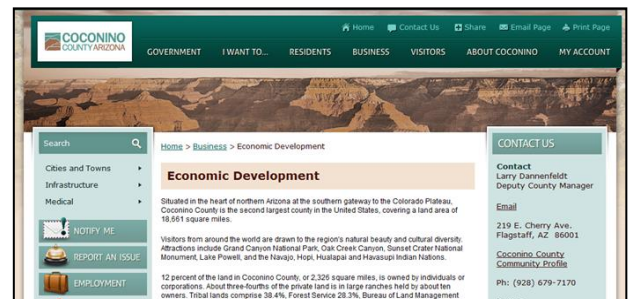 COCONINO
COUNTY ARIZONA
Home Contact Us Share Email Page Print Page
GOVERNMENT I WANT TO... RESIDENTS BUSINESS VISITORS ABOUT COCONINO MY ACCOUNT
Search
Cities and Towns
Infrastructure
Medical
NOTIFY ME
REPORT AN ISSUE
EMPLOYMENT
Home > Business > Economic Development
Economic Development
Situated in the heart of northern Arizona at the southern gateway to the Colorado Plateau,
Coconino County is the second largest county in the United States, covering a land area of
18,661 square miles.
Visitors from around the world are drawn to the region's natural beauty and cultural diversity.
Attractions include Grand Canyon National Park, Oak Creek Canyon, Sunset Crater National
Monument, Lake Powell, and the Navajo, Hopi, Hualapai and Havasupi Indian Nations.
12 percent of the land in Coconino County, or 2,326 square miles, is owned by individuals or
corporations. About three-fourths of the private land is in large ranches held by about ten
owners. Tribal lands comprise 38.4%, Forest Service 28.3%, Bureau of Land Management
CONTACT US
Contact
Larry Dannenfeldt
Deputy County Manager
Email
219 E. Cherry Ave.
Flagstaff, AZ 86001
Coconino County
Community Profile
Ph: (928) 679-7170